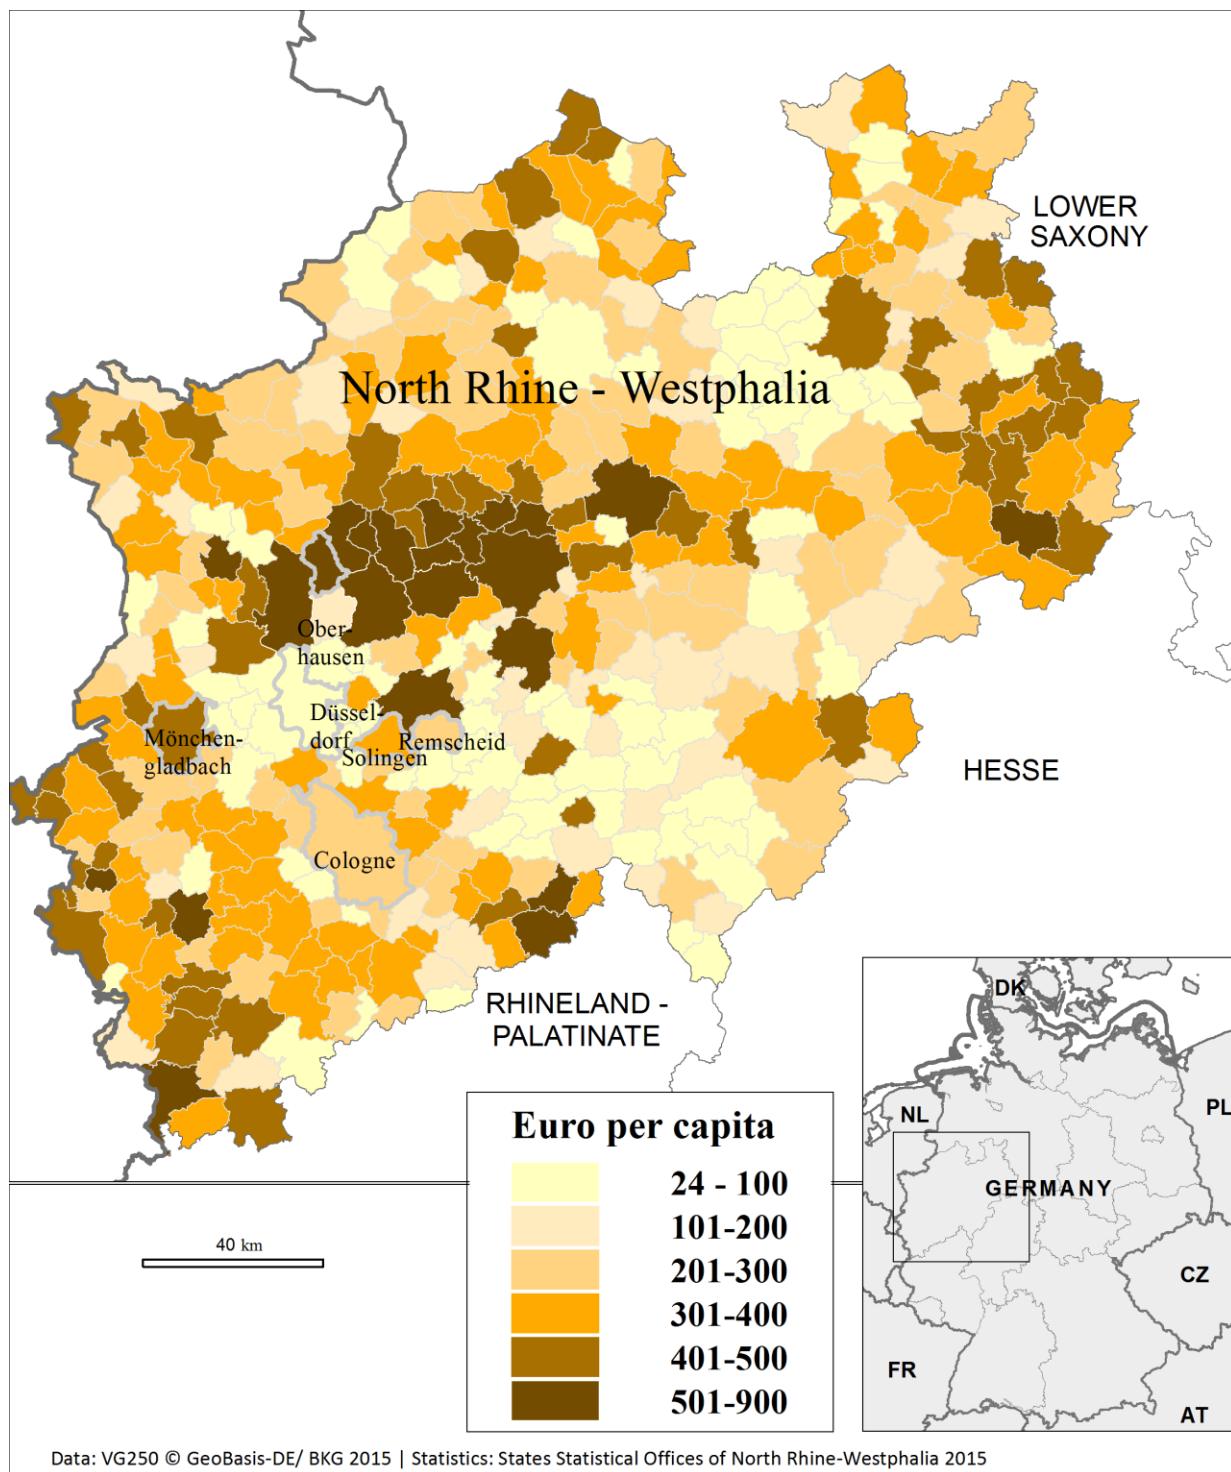 LOWER
SAXONY
North Rhine - Westphalia
Ober-
hausen
Düssel-
dorf
Mönchen-
gladbach
Solingen
Remscheid
HESSE
Cologne
RHINELAND -
PALATINATE
Euro per capita
24 - 100
101-200
201-300
301-400
401-500
501-900
40 km
DK
NL
PL
GERMANY
CZ
FR
AT
Data: VG250 © GeoBasis-DE/ BKG 2015 | Statistics: States Statistical Offices of North Rhine-Westphalia 2015